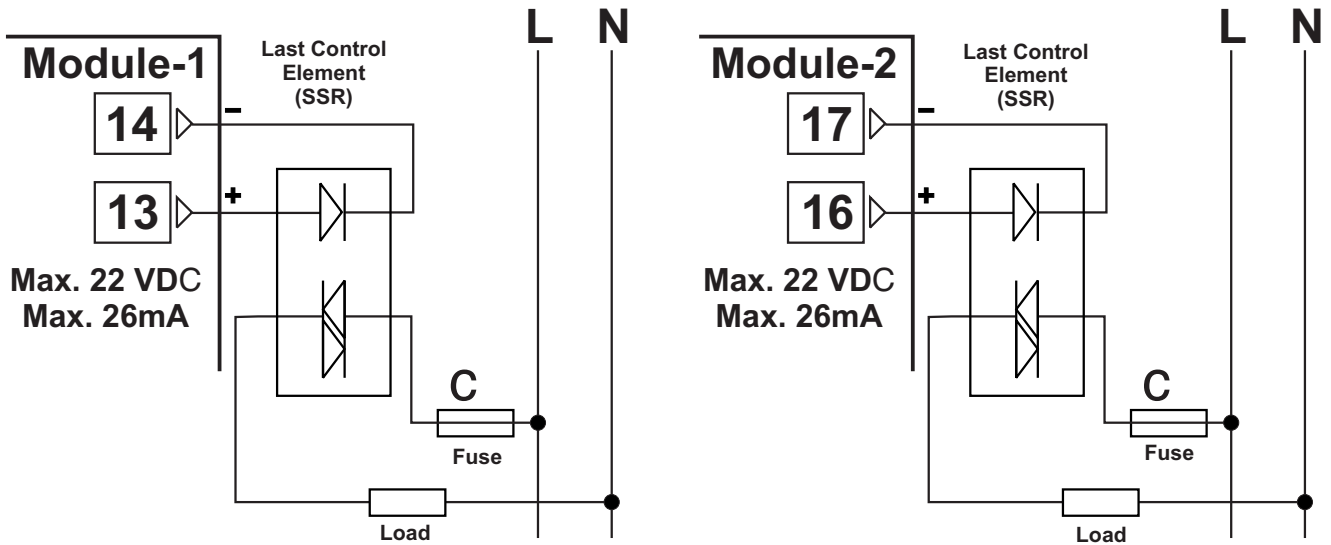 L N
Module-1
Last Control
Element
(SSR)
14
–
13
+
Max. 22 VDC
Max. 26mA
C
Fuse
Load
L N
Module-2
Last Control
Element
(SSR)
17
–
16
+
Max. 22 VDC
Max. 26mA
C
Fuse
Load